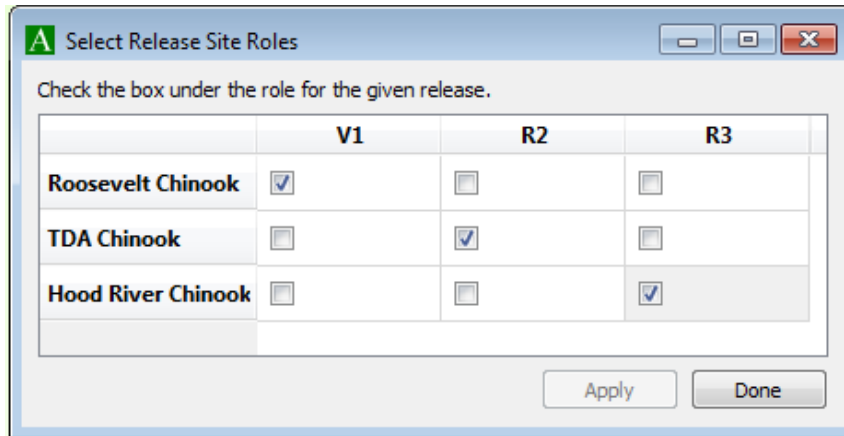 A Select Release Site Roles
Check the box under the role for the given release.
V1 R2 R3
Roosevelt Chinook
TDA Chinook
Hood River Chinook
Apply Done